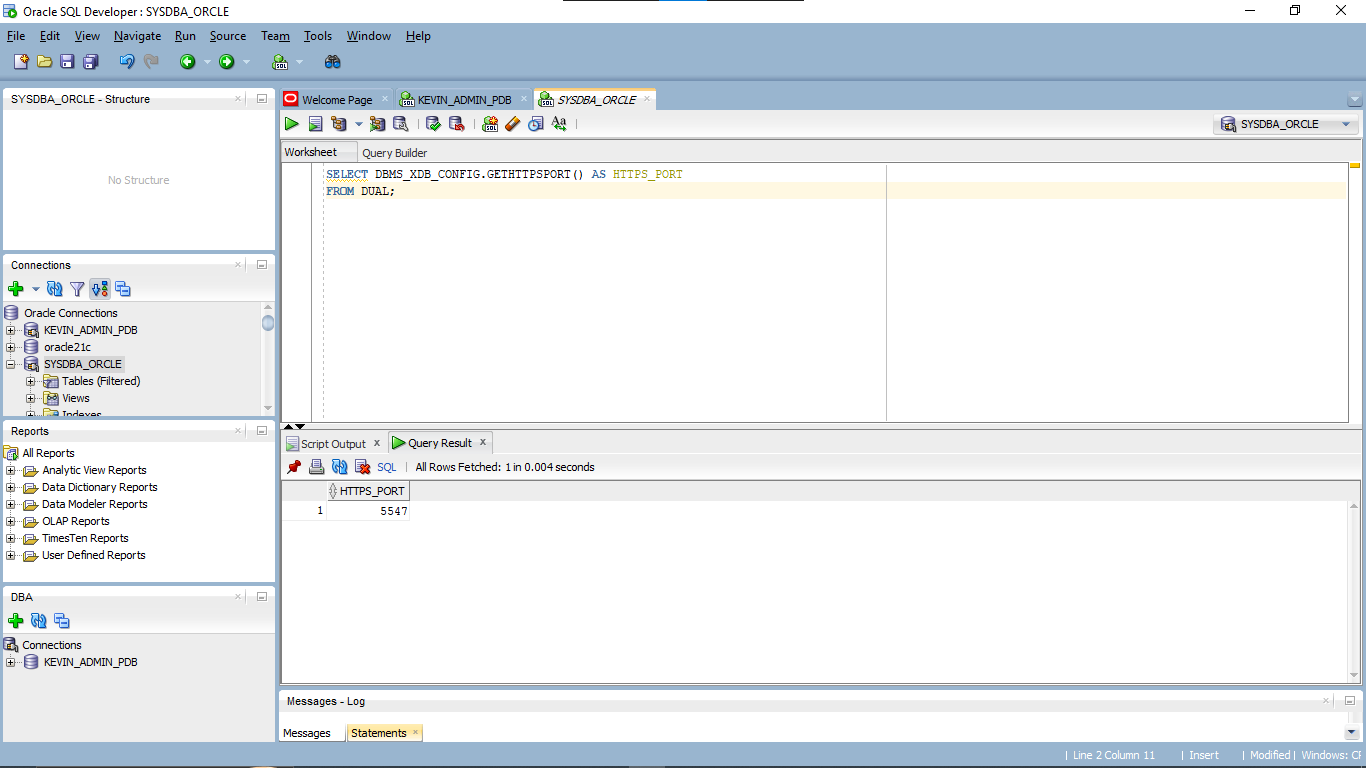 Oracle SQL Developer : SYSDBA_ORCLE
File Edit View Navigate Run Source Team Tools Window Help
SYSDBA_ORCLE - Structure
No Structure
Connections
Oracle Connections
KEVIN_ADMIN_PDB
oracle21c
SYSDBA_ORCLE
Tables (Filtered)
Views
Indexes
Reports
All Reports
Analytic View Reports
Data Dictionary Reports
Data Modeler Reports
OLAP Reports
TimesTen Reports
User Defined Reports
DBA
Connections
KEVIN_ADMIN_PDB
Welcome Page KEVIN_ADMIN_PDB SYSDBA_ORCLE
SYSDBA_ORCLE
Worksheet Query Builder
SELECT DBMS_XDB_CONFIG.GETHTTPSPORT() AS HTTPS_PORT
FROM DUAL;
Script Output x Query Result x
SQL | All Rows Fetched: 1 in 0.004 seconds
HTTPS_PORT
1 5547
Messages - Log
Messages Statements
| Line 2 Column 11 | Insert | Modified | Windows: